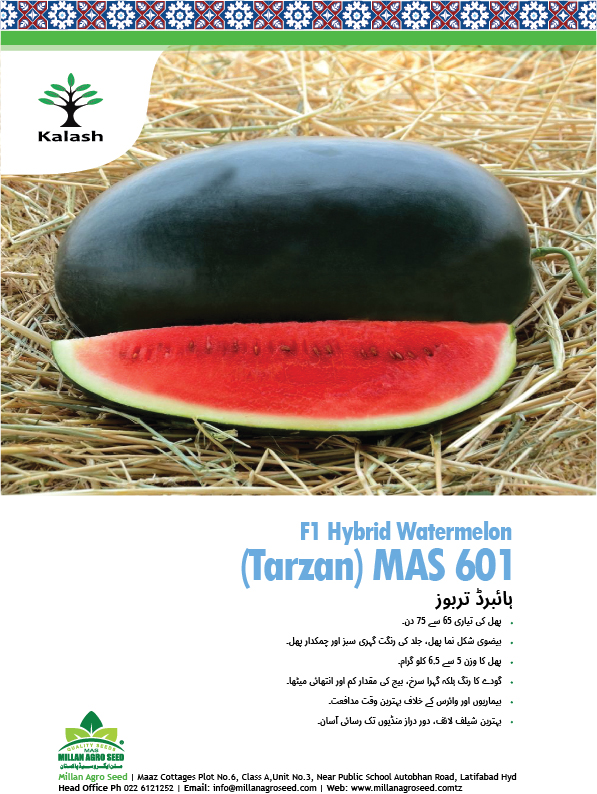 Kalash
F1 Hybrid Watermelon
(Tarzan) MAS 601
ہائبرڈ تربوز
• پھل کی تیاری 65 سے 75 دن۔
• بیضوی شکل نما پھل، جلد کی رنگت گہری سبز اور چمکدار پھل۔
• پھل کا وزن 5 سے 6.5 کلو گرام۔
• گودے کا رنگ بلکہ گہرا سرخ، بیج کی مقدار کم اور انتہائی میٹھا۔
• بیماریوں اور وائرس کے خلاف بہترین وقت مدافعت۔
• بہترین شیلف لائف، دور دراز منڈیوں تک رسائی آسان۔
QUALITY SEEDS
MAS
MILLAN AGRO SEED
ملن ایگرو سیڈ پاکستان
Millan Agro Seed | Maaz Cottages Plot No.6, Class A,Unit No.3, Near Public School Autobhan Road, Latifabad Hyd
Head Office Ph 022 6121252 | Email: info@millanagroseed.com | Web: www.millanagroseed.comtz